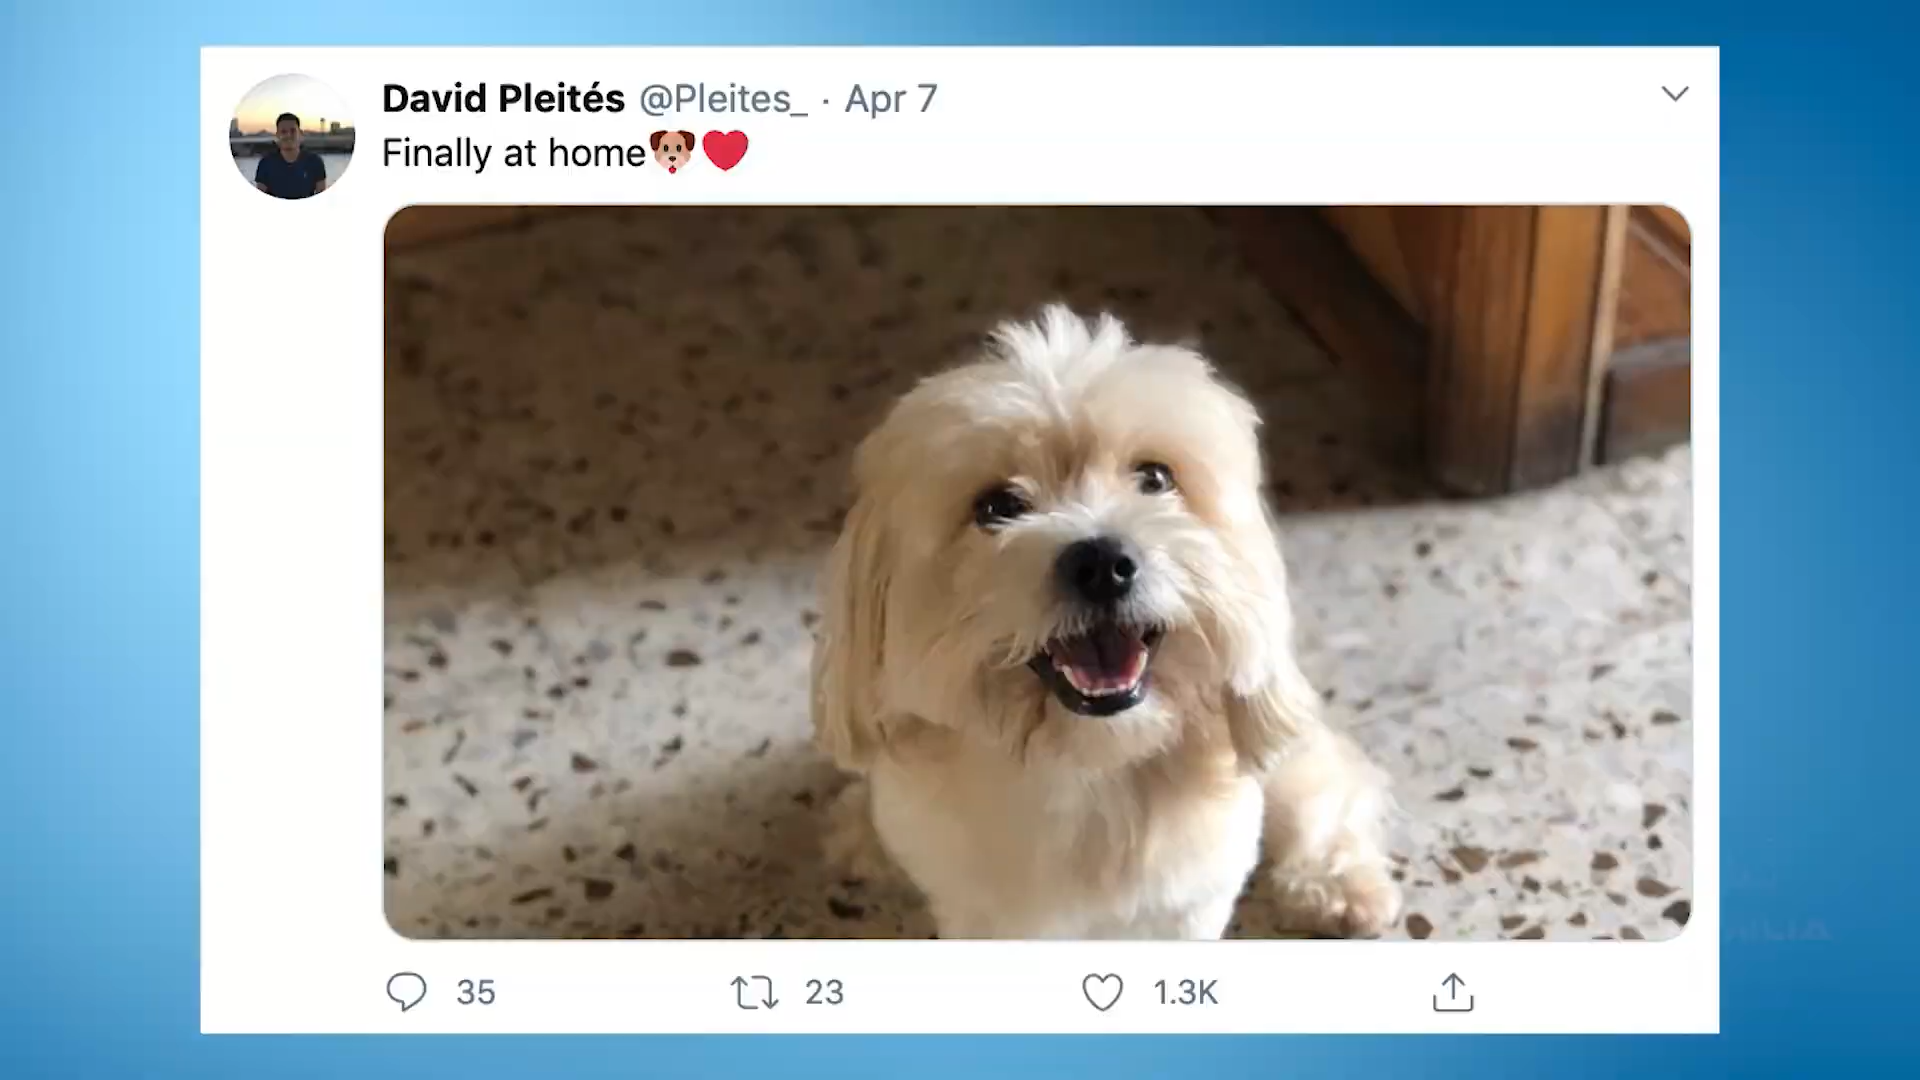 David Pleités @Pleites_ · Apr 7
Finally at home🐶❤️
35 23 1.3K